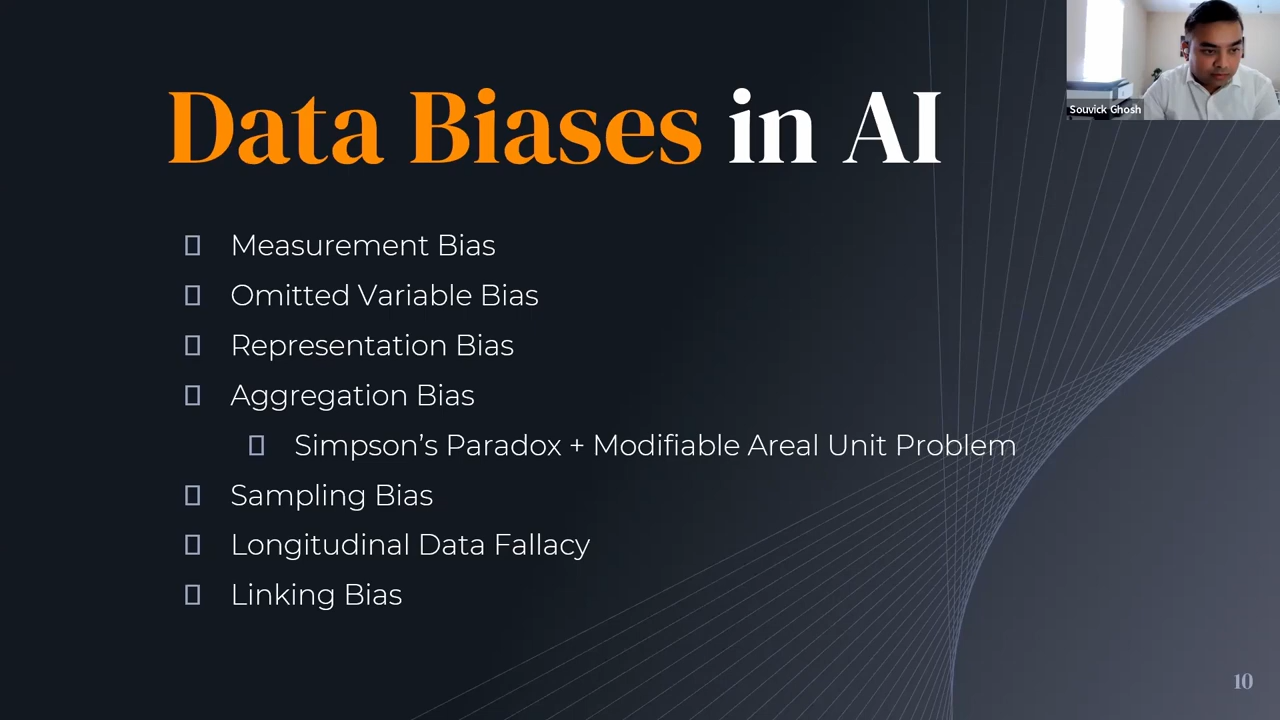 Data Biases in AI
Souvick Ghosh
Measurement Bias
Omitted Variable Bias
Representation Bias
Aggregation Bias
Simpson’s Paradox + Modifiable Areal Unit Problem
Sampling Bias
Longitudinal Data Fallacy
Linking Bias
10